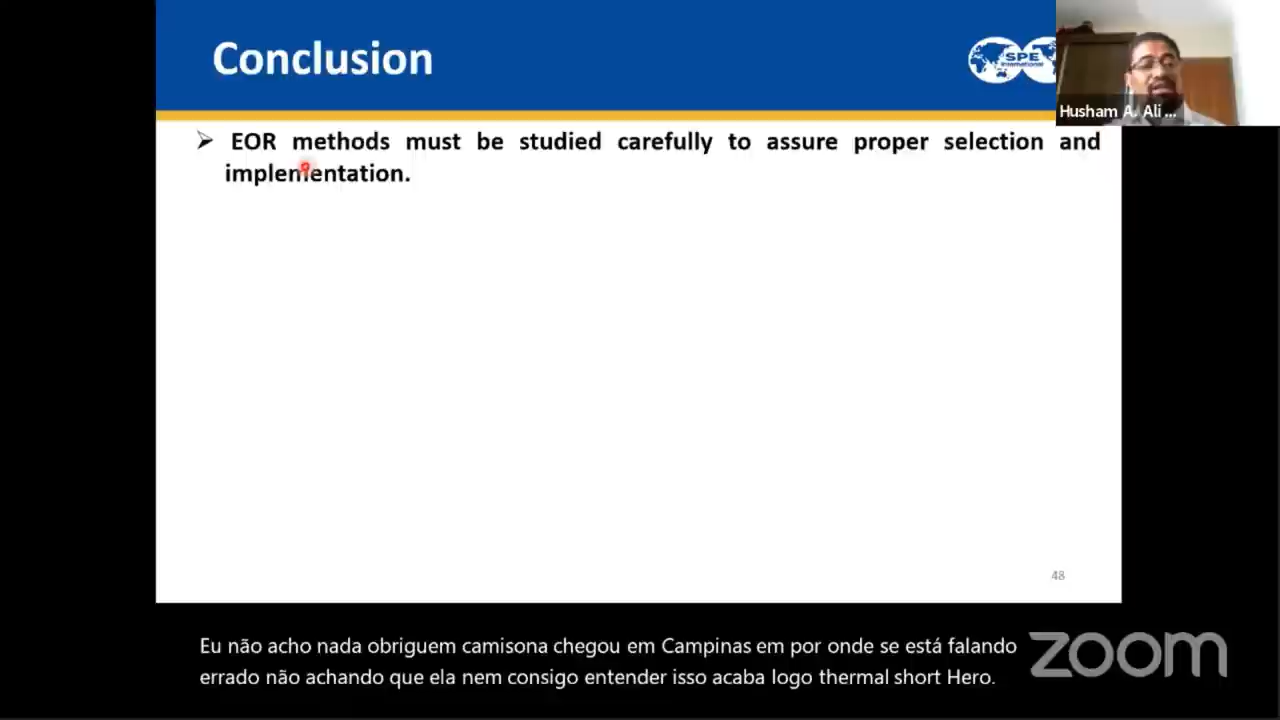 Conclusion
SPE
International
Husham A. Ali ...
➢ EOR methods must be studied carefully to assure proper selection and
implementation.
48
Eu não acho nada obriguem camisona chegou em Campinas em por onde se está falando
errado não achando que ela nem consigo entender isso acaba logo thermal short Hero.
zoom